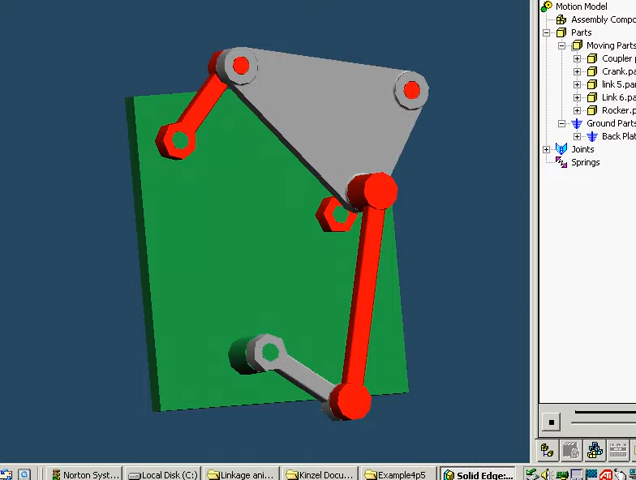 Motion Model
Assembly Compo
Parts
Moving Parts
Coupler p
Crank.pa
link 5.par
Link 6.pa
Rocker.p
Ground Parts
Back Plat
Joints
Springs
Norton Syst...
Local Disk (C:)
Linkage ani...
Kinzel Docu...
Example4p5
Solid Edge:...